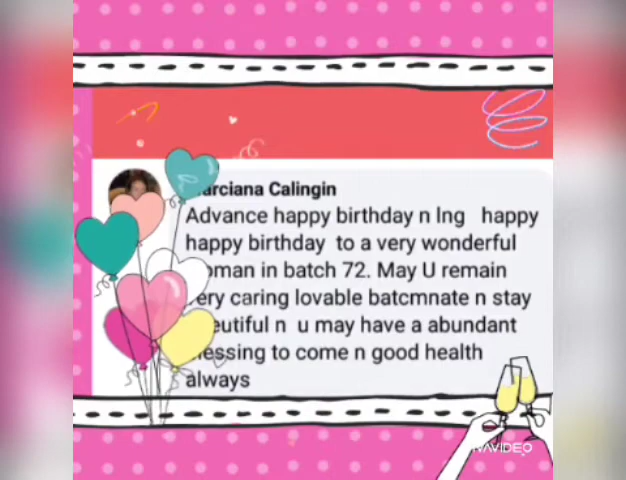 Calingin
Advance happy birthday n lng happy
happy birthday to a very wonderful
in batch 72. May U remain
caring lovable batcmnate n stay
n u may have a abundant
to come n good health
always
NAVIDEO